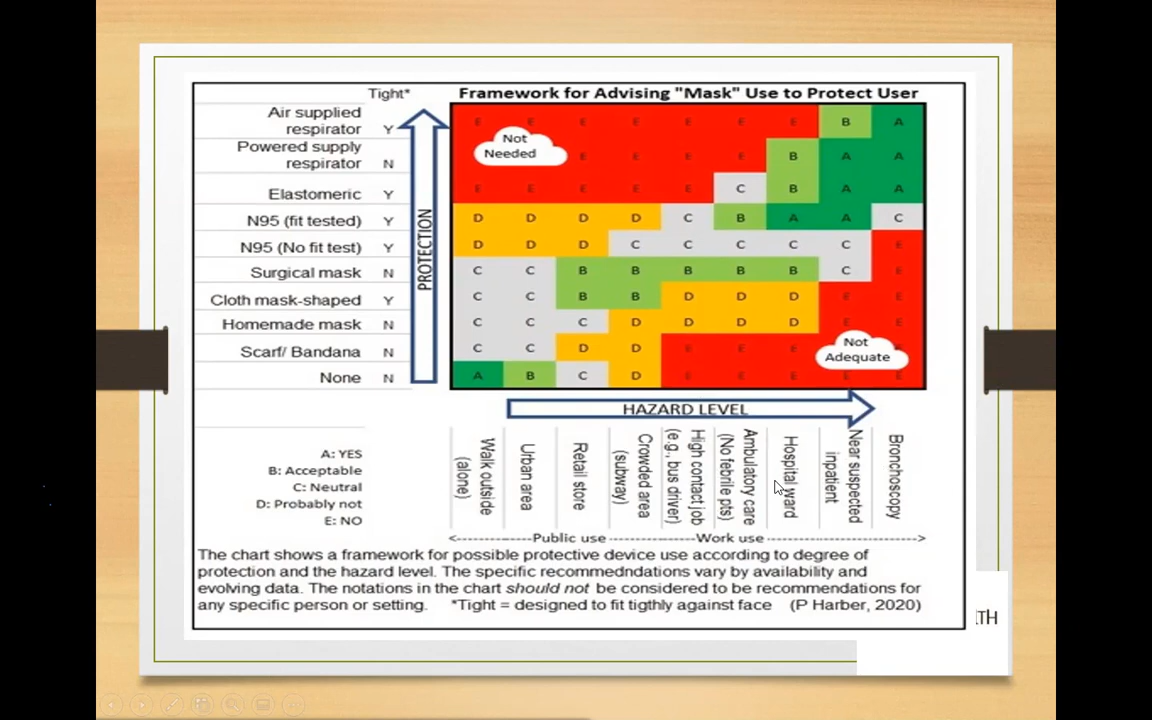 Tight* Framework for Advising "Mask" Use to Protect User
Air supplied
respirator Y E E E E E E E B A
Powered supply
respirator N E E E E B A A
Not
Needed
Elastomeric Y E E E E E C B A A
N95 (fit tested) Y D D D D C B A A C
N95 (No fit test) Y D D D C C C C C E
Surgical mask N C C B B B B B C E
Cloth mask-shaped Y C C B B D D D E E
Homemade mask N C C C D D D D E E
Scarf/ Bandana N C C D D E E E
Not
Adequate
None N A B C D E E E E E
PROTECTION
HAZARD LEVEL
Walk outside
(alone)
Urban area
Retail store
Crowded area
(subway)
High contact job
(e.g., bus driver)
Ambulatory care
(No febrile pts)
Hospital ward
Near suspected
inpatient
Bronchoscopy
A: YES
B: Acceptable
C: Neutral
D: Probably not
E: NO
<---------------Public use ---------------Work use----------------------->
The chart shows a framework for possible protective device use according to degree of
protection and the hazard level. The specific recommedndations vary by availability and
evolving data. The notations in the chart should not be considered to be recommendations for
any specific person or setting. *Tight = designed to fit tigthly against face (P Harber, 2020)